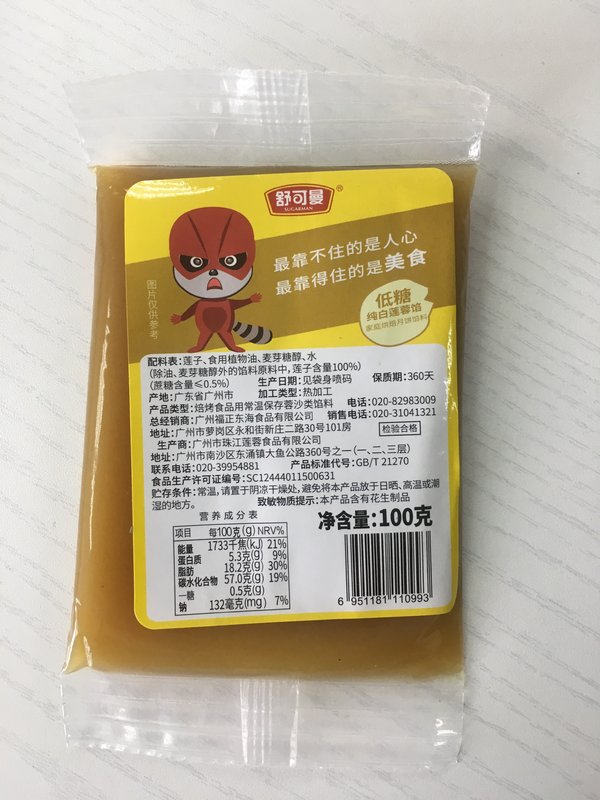 舒可曼®
SUGARMAN
最靠不住的是人心
最靠得住的是美食
图片仅供参考
低糖
纯白莲蓉馅
家庭烘焙月饼馅料
配料表:莲子、食用植物油、麦芽糖醇、水
(除油、麦芽糖醇外的馅料原料中,莲子含量100%)
(蔗糖含量≤0.5%) 生产日期:见袋身喷码 保质期:360天
产地:广东省广州市 加工类型:热加工
产品类型:焙烤食品用常温保存蓉沙类馅料 电话:020-82983009
总经销商:广州福正东海食品有限公司 销售电话:020-31041321
地址:广州市萝岗区永和街新庄二路30号101房 检验合格
生产商:广州市珠江莲蓉食品有限公司
地址:广州市南沙区东涌镇大鱼公路360号之一(一、二、三层)
联系电话:020-39954881 产品标准代号:GB/T 21270
食品生产许可证编号:SC12444011500631
贮存条件:常温,请置于阴凉干燥处,避免将本产品放于日晒、高温或潮
湿的地方。 致敏物质提示:本产品含有花生制品
营养成分表
项目 每100克(g) NRV%
能量 1733千焦(kJ) 21%
蛋白质 5.3克(g) 9%
脂肪 18.2克(g) 30%
碳水化合物 57.0克(g) 19%
—糖 0.5克(g)
钠 132毫克(mg) 7%
净含量:100克
6 951181 110993